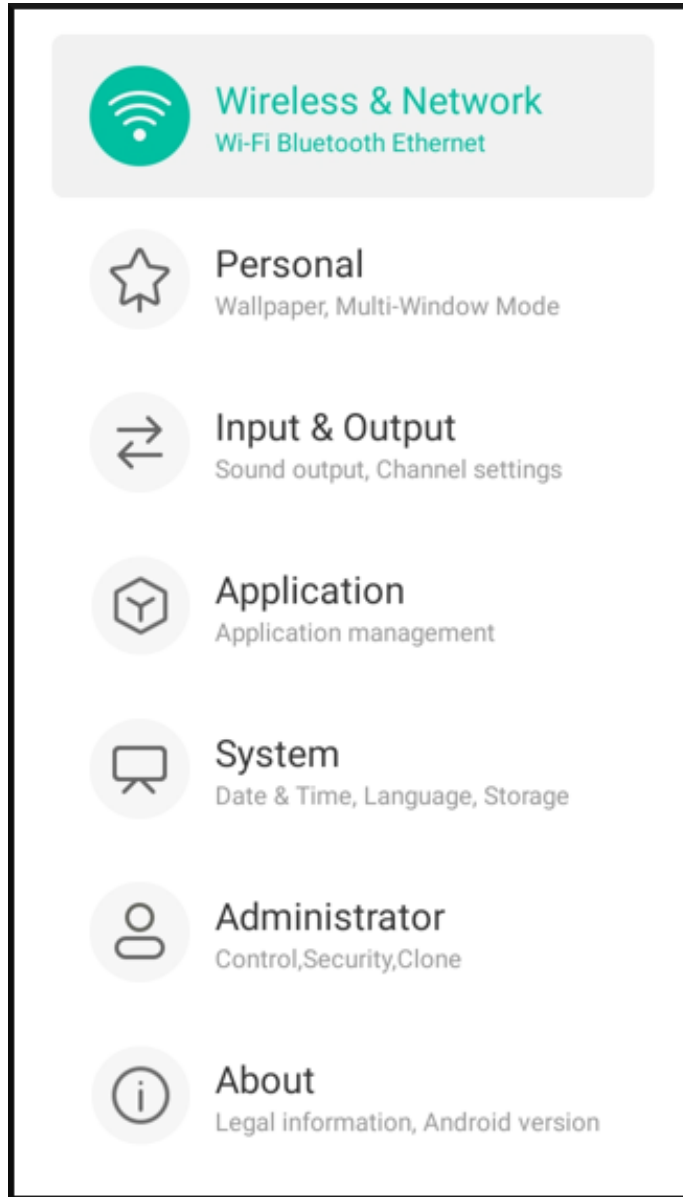 Wireless & Network
Wi-Fi Bluetooth Ethernet
Personal
Wallpaper, Multi-Window Mode
Input & Output
Sound output, Channel settings
Application
Application management
System
Date & Time, Language, Storage
Administrator
Control,Security,Clone
About
Legal information, Android version